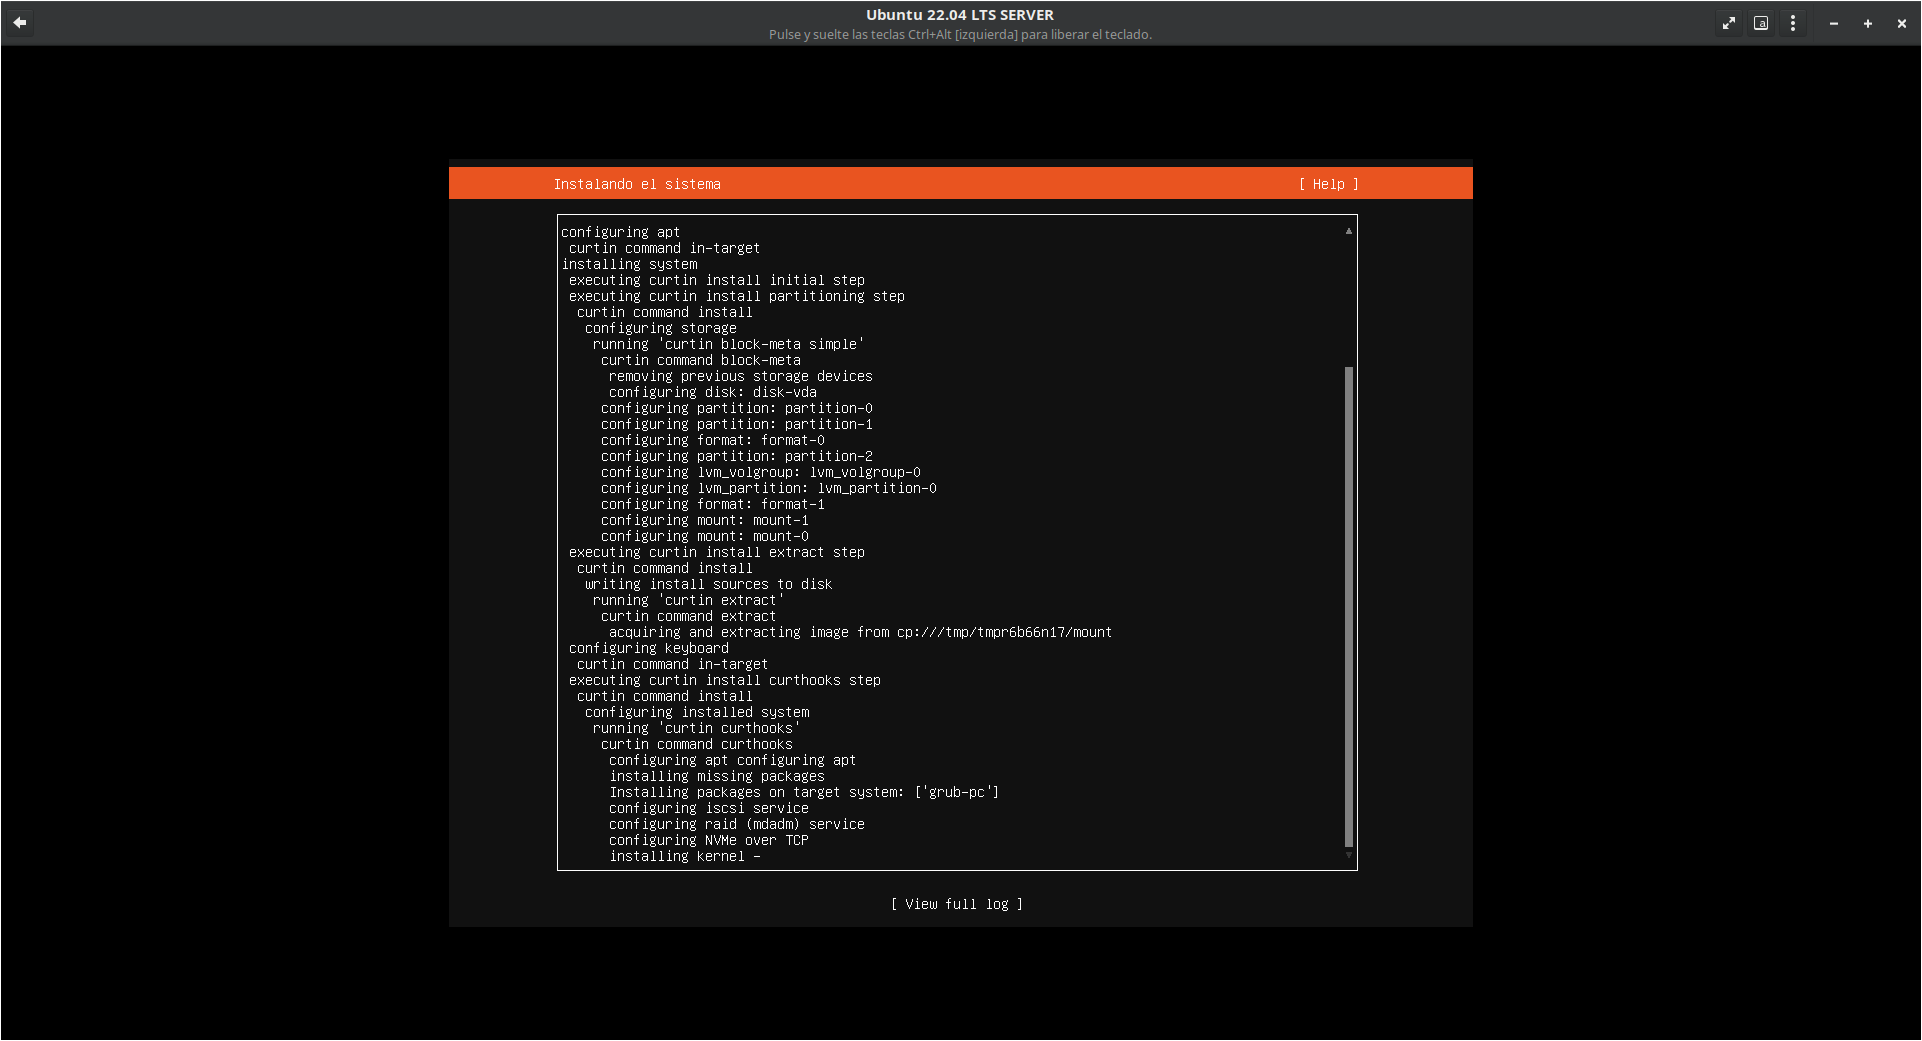 Ubuntu 22.04 LTS SERVER
Pulse y suelte las teclas Ctrl+Alt [izquierda] para liberar el teclado.
Instalando el sistema [ Help ]
configuring apt
curtin command in-target
installing system
executing curtin install initial step
executing curtin install partitioning step
curtin command install
configuring storage
running 'curtin block-meta simple'
curtin command block-meta
removing previous storage devices
configuring disk: disk-vda
configuring partition: partition-0
configuring partition: partition-1
configuring format: format-0
configuring partition: partition-2
configuring lvm_volgroup: lvm_volgroup-0
configuring lvm_partition: lvm_partition-0
configuring format: format-1
configuring mount: mount-1
configuring mount: mount-0
executing curtin install extract step
curtin command install
writing install sources to disk
running 'curtin extract'
curtin command extract
acquiring and extracting image from cp:///tmp/tmpr6b66n17/mount
configuring keyboard
curtin command in-target
executing curtin install curthooks step
curtin command install
configuring installed system
running 'curtin curthooks'
curtin command curthooks
configuring apt configuring apt
installing missing packages
Installing packages on target system: ['grub-pc']
configuring iscsi service
configuring raid (mdadm) service
configuring NVMe over TCP
installing kernel -
[ View full log ]